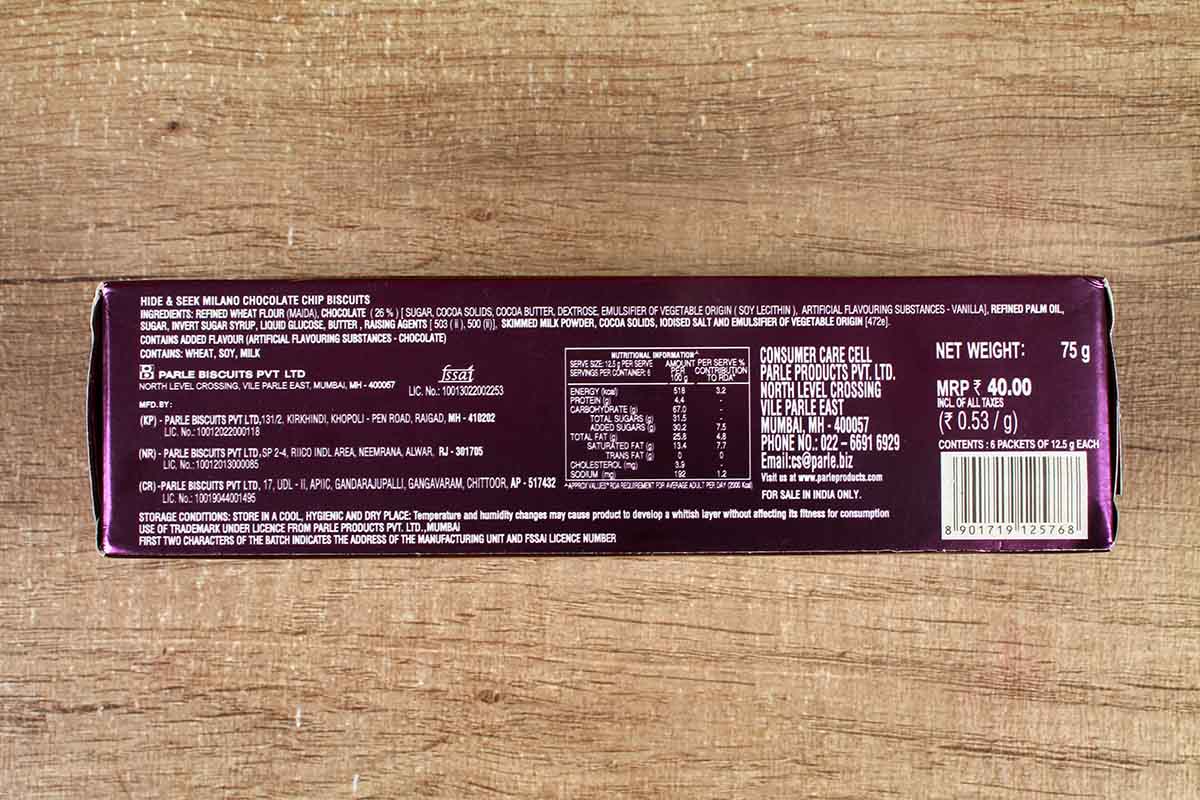 HIDE & SEEK MILANO CHOCOLATE CHIP BISCUITS
INGREDIENTS: REFINED WHEAT FLOUR (MAIDA), CHOCOLATE ( 26 % ) [ SUGAR, COCOA SOLIDS, COCOA BUTTER, DEXTROSE, EMULSIFIER OF VEGETABLE ORIGIN ( SOY LECITHIN ), ARTIFICIAL FLAVOURING SUBSTANCES - VANILLA], REFINED PALM OIL,
SUGAR, INVERT SUGAR SYRUP, LIQUID GLUCOSE, BUTTER , RAISING AGENTS [ 503 ( ii ), 500 (ii)], SKIMMED MILK POWDER, COCOA SOLIDS, IODISED SALT AND EMULSIFIER OF VEGETABLE ORIGIN [472e].
CONTAINS ADDED FLAVOUR (ARTIFICIAL FLAVOURING SUBSTANCES - CHOCOLATE)
CONTAINS: WHEAT, SOY, MILK
PARLE BISCUITS PVT LTD
NORTH LEVEL CROSSING, VILE PARLE EAST, MUMBAI, MH - 400057
fssai
LIC. No.: 10013022002253
MFD. BY :
(KP) - PARLE BISCUITS PVT LTD,131/2, KIRKHINDI, KHOPOLI - PEN ROAD, RAIGAD, MH - 410202
LIC. No.: 10012022000118
(NR) - PARLE BISCUITS PVT LTD,SP 2-4, RIICO INDL AREA, NEEMRANA, ALWAR, RJ - 301705
LIC. No.: 10012013000085
(CR) -PARLE BISCUITS PVT LTD, 17, UDL - II, APIIC, GANDARAJUPALLI, GANGAVARAM, CHITTOOR, AP - 517432
LIC. No.: 10019044001495
NUTRITIONAL INFORMATION^
SERVE SIZE: 12.5 g PER SERVE
SERVINGS PER CONTAINER: 6
AMOUNT PER 100 g
PER SERVE % CONTRIBUTION TO RDA*
ENERGY (kcal) 518 3.2
PROTEIN (g) 4.4 -
CARBOHYDRATE (g) 67.0 -
TOTAL SUGARS (g) 31.5 -
ADDED SUGARS (g) 30.2 7.5
TOTAL FAT (g) 25.8 4.8
SATURATED FAT (g) 13.4 7.7
TRANS FAT (g) 0 0
CHOLESTEROL (mg) 3.9 -
SODIUM (mg) 192 1.2
^APPROX VALUES *RDA REQUIREMENT FOR AVERAGE ADULT PER DAY (2000 Kcal)
CONSUMER CARE CELL
PARLE PRODUCTS PVT. LTD.
NORTH LEVEL CROSSING
VILE PARLE EAST
MUMBAI, MH - 400057
PHONE NO.: 022 – 6691 6929
Email:cs@parle.biz
Visit us at www.parleproducts.com
FOR SALE IN INDIA ONLY.
NET WEIGHT: 75 g
MRP ₹ 40.00
INCL. OF ALL TAXES
(₹ 0.53 / g)
CONTENTS : 6 PACKETS OF 12.5 g EACH
8 901719 125768
STORAGE CONDITIONS: STORE IN A COOL, HYGIENIC AND DRY PLACE: Temperature and humidity changes may cause product to develop a whitish layer without affecting its fitness for consumption
USE OF TRADEMARK UNDER LICENCE FROM PARLE PRODUCTS PVT. LTD.,MUMBAI
FIRST TWO CHARACTERS OF THE BATCH INDICATES THE ADDRESS OF THE MANUFACTURING UNIT AND FSSAI LICENCE NUMBER